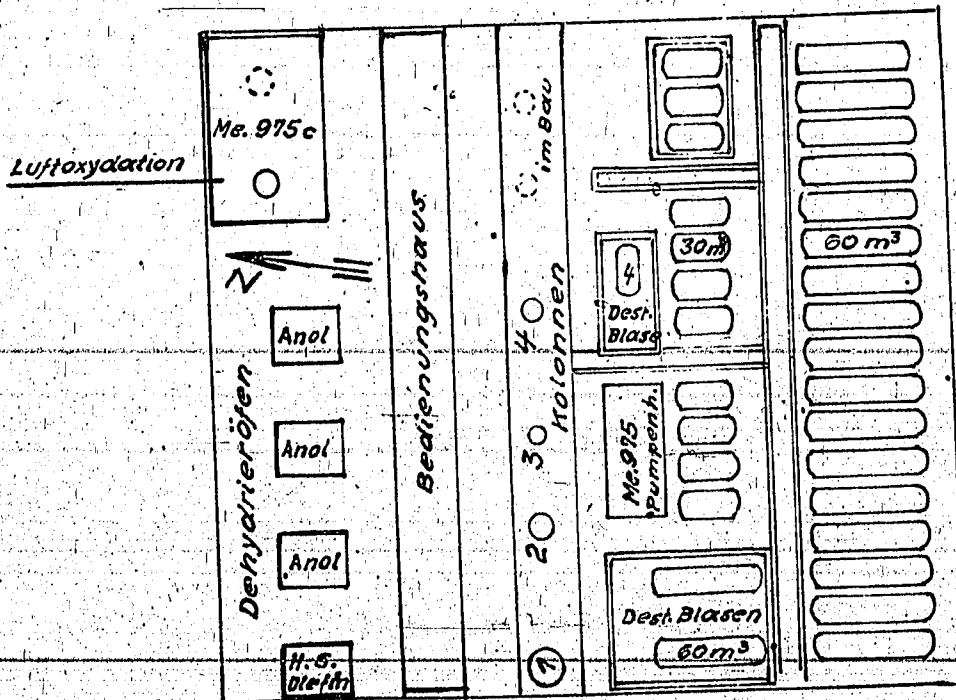 Luftoxydation
Me. 975c
N
Dehydrieröfen
Anol
Anol
Anol
H.S.
Olefin
Bedienungshaus
im Bau
Kolonnen
4
3
2
1
4
Dest.
Blase
30 m³
60 m³
Me. 975
Pumpenh.
Dest. Blasen
60 m³